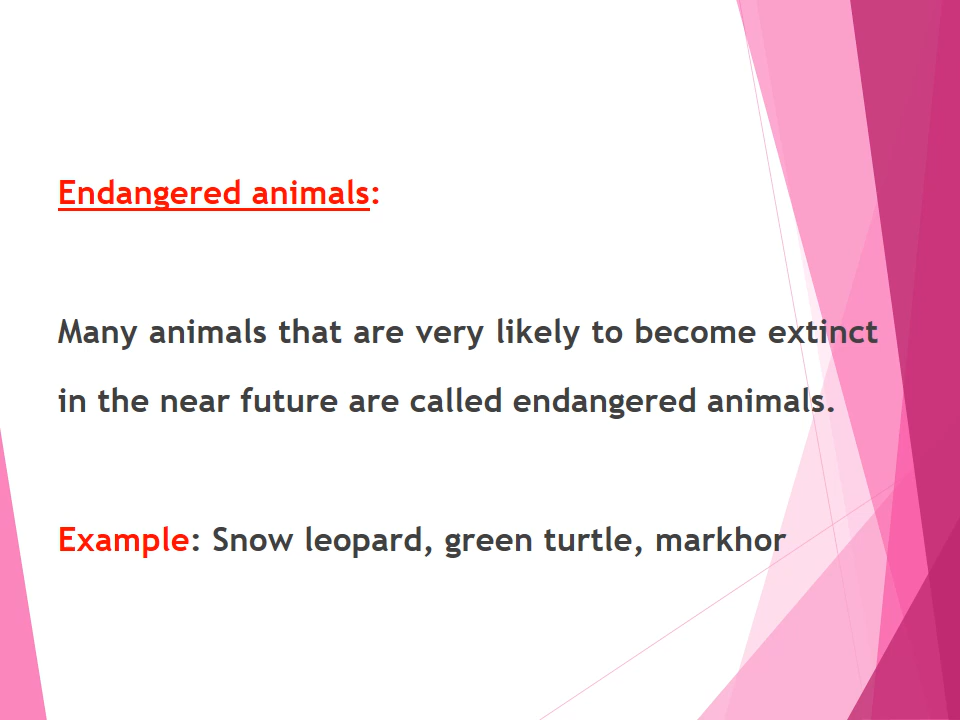 Endangered animals:
Many animals that are very likely to become extinct
in the near future are called endangered animals.
Example: Snow leopard, green turtle, markhor